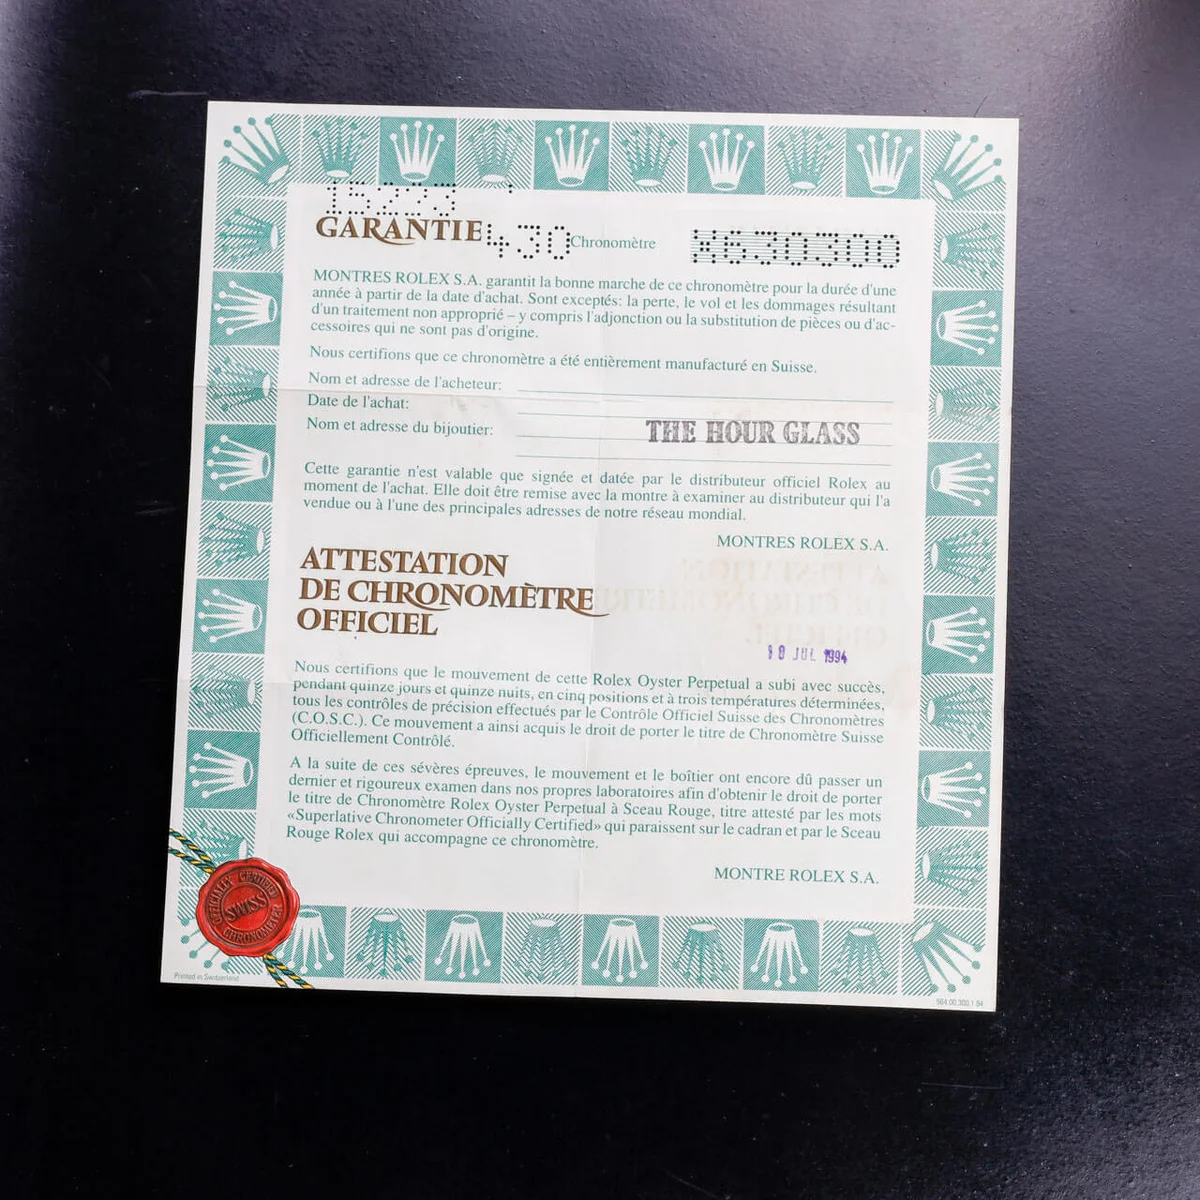 15223
GARANTIE 430 Chronomètre W630300
MONTRES ROLEX S.A. garantit la bonne marche de ce chronomètre pour la durée d'une
année à partir de la date d'achat. Sont exceptés: la perte, le vol et les dommages résultant
d'un traitement non approprié – y compris l'adjonction ou la substitution de pièces ou d'ac-
cessoires qui ne sont pas d'origine.
Nous certifions que ce chronomètre a été entièrement manufacturé en Suisse.
Nom et adresse de l'acheteur:
Date de l'achat:
Nom et adresse du bijoutier: THE HOUR GLASS
Cette garantie n'est valable que signée et datée par le distributeur officiel Rolex au
moment de l'achat. Elle doit être remise avec la montre à examiner au distributeur qui l'a
vendue ou à l'une des principales adresses de notre réseau mondial.
MONTRES ROLEX S.A.
ATTESTATION
DE CHRONOMÈTRE
OFFICIEL
JUL 1994
Nous certifions que le mouvement de cette Rolex Oyster Perpetual a subi avec succès,
pendant quinze jours et quinze nuits, en cinq positions et à trois températures déterminées,
tous les contrôles de précision effectués par le Contrôle Officiel Suisse des Chronomètres
(C.O.S.C.). Ce mouvement a ainsi acquis le droit de porter le titre de Chronomètre Suisse
Officiellement Contrôlé.
A la suite de ces sévères épreuves, le mouvement et le boîtier ont encore dû passer un
dernier et rigoureux examen dans nos propres laboratoires afin d'obtenir le droit de porter
le titre de Chronomètre Rolex Oyster Perpetual à Sceau Rouge, titre attesté par les mots
«Superlative Chronometer Officially Certified» qui paraissent sur le cadran et par le Sceau
Rouge Rolex qui accompagne ce chronomètre.
MONTRE ROLEX S.A.
OFFICIALLY CERTIFIED
SWISS
CHRONOMETER
Printed in Switzerland
564.00.300.1.94